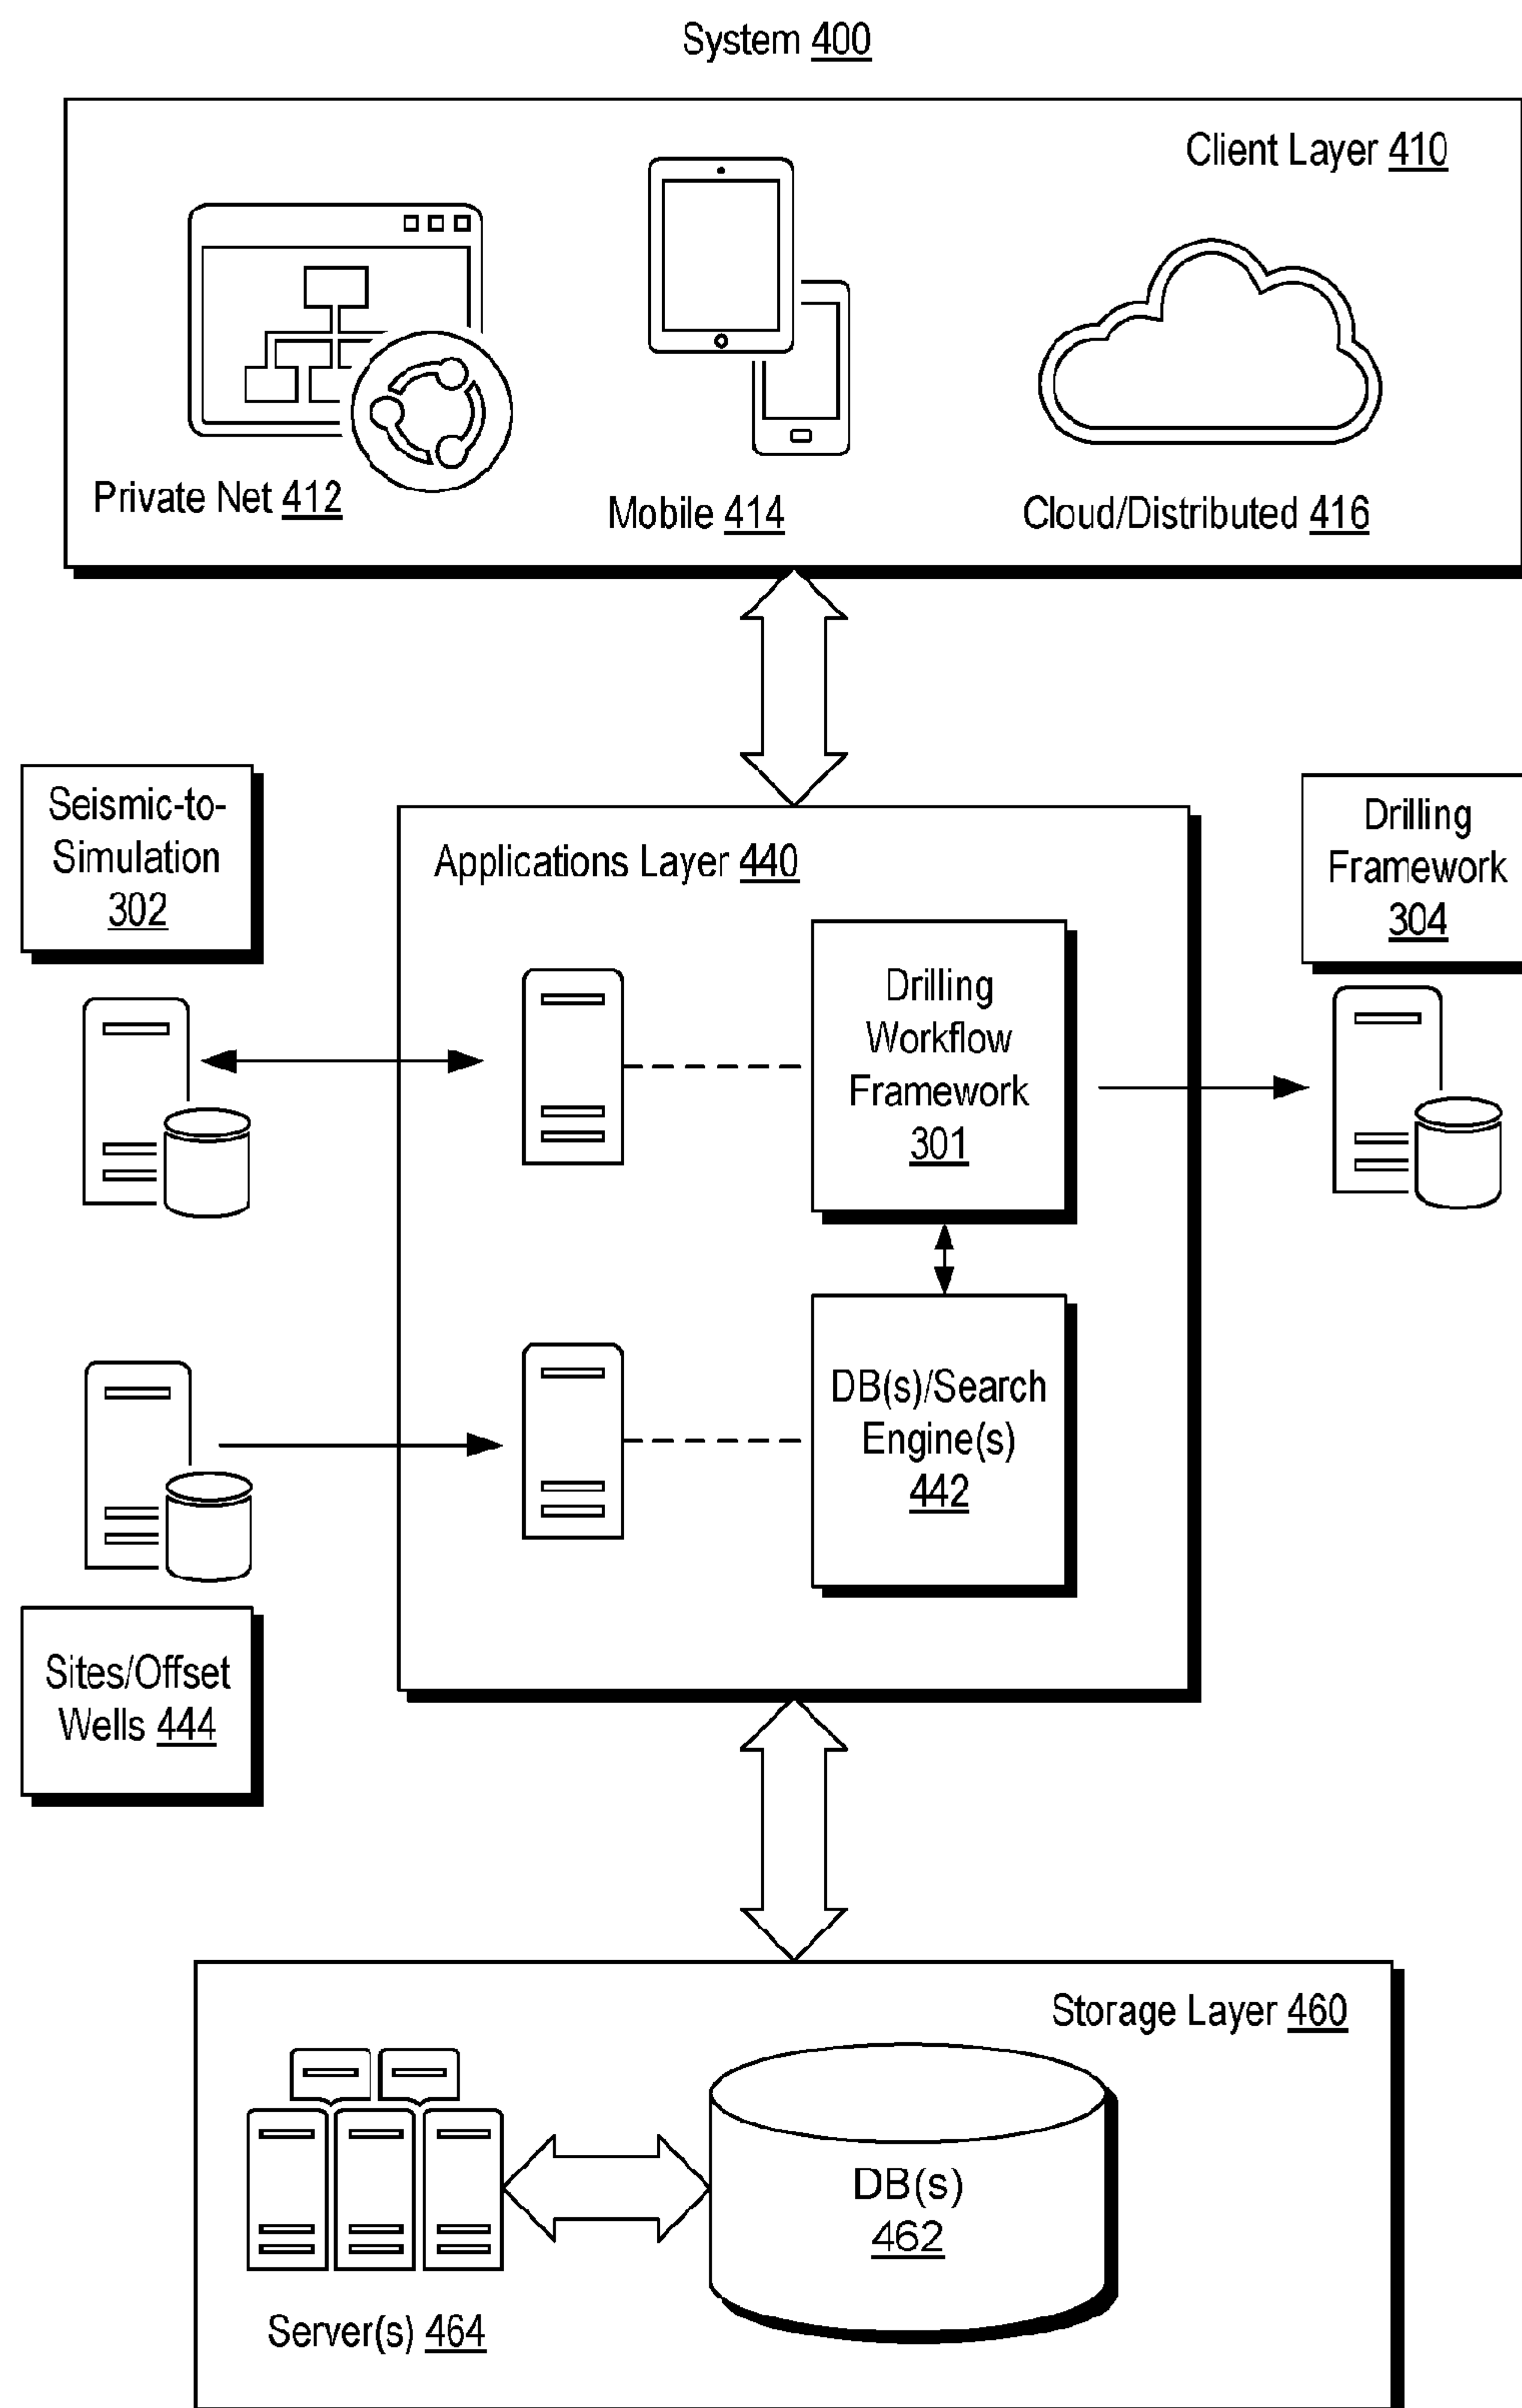 System 400
Client Layer 410
Private Net 412
Mobile 414
Cloud/Distributed 416
Seismic-to-
Simulation
302
Applications Layer 440
Drilling
Framework
304
Drilling
Workflow
Framework
301
DB(s)/Search
Engine(s)
442
Sites/Offset
Wells 444
Storage Layer 460
DB(s)
462
Server(s) 464